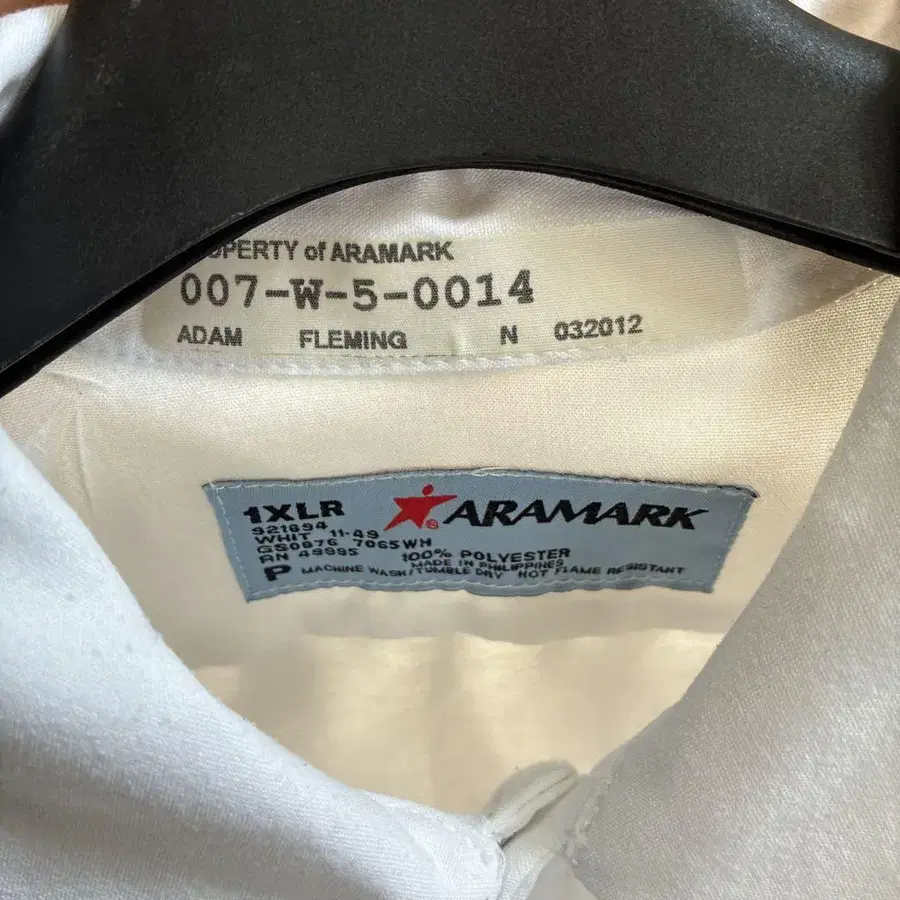 OPERTY of ARAMARK
007-W-5-0014
ADAM FLEMING N 032012
1XLR ARAMARK
921694
WHIT 11-49
GS0676 7065WH
RN 49995 100% POLYESTER
MADE IN PHILIPPINES
P MACHINE WASH/TUMBLE DRY NOT FLAME RESISTANT